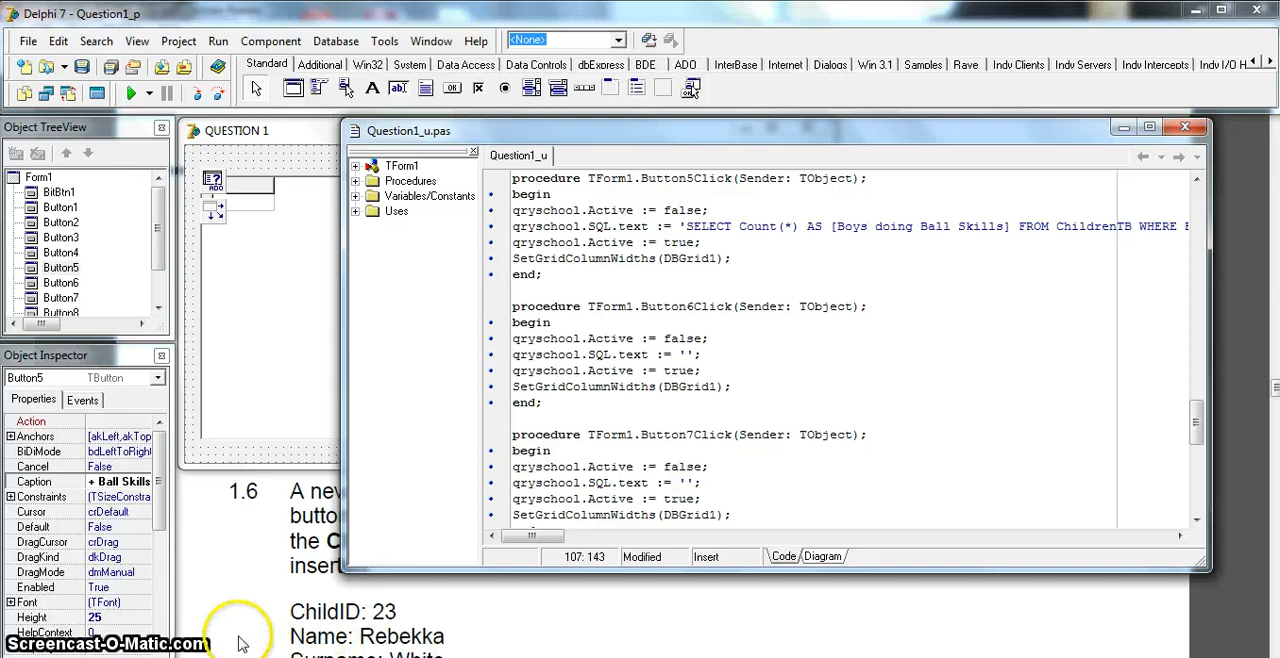 Delphi 7 - Question1_p
File Edit Search View Project Run Component Database Tools Window Help <None>
Standard Additional Win32 System Data Access Data Controls dbExpress BDE ADO InterBase Internet Dialogs Win 3.1 Samples Rave Indy Clients Indy Servers Indy Intercepts Indy I/O H
Object TreeView
Form1
BitBtn1
Button1
Button2
Button3
Button4
Button5
Button6
Button7
Button8
Object Inspector
Button5 TButton
Properties Events
Action
Anchors [akLeft,akTop
BiDiMode bdLeftToRight
Cancel False
Caption + Ball Skills
Constraints (TSizeConstra
Cursor crDefault
Default False
DragCursor crDrag
DragKind dkDrag
DragMode dmManual
Enabled True
Font (TFont)
Height 25
HelpContext 0
Screencast-O-Matic.com
QUESTION 1
ADO
Question1_u.pas
TForm1
Procedures
Variables/Constants
Uses
Question1_u
procedure TForm1.Button5Click(Sender: TObject);
begin
qryschool.Active := false;
qryschool.SQL.text := 'SELECT Count(*) AS [Boys doing Ball Skills] FROM ChildrenTB WHERE
qryschool.Active := true;
SetGridColumnWidths(DBGrid1);
end;
procedure TForm1.Button6Click(Sender: TObject);
begin
qryschool.Active := false;
qryschool.SQL.text := '';
qryschool.Active := true;
SetGridColumnWidths(DBGrid1);
end;
procedure TForm1.Button7Click(Sender: TObject);
begin
qryschool.Active := false;
qryschool.SQL.text := '';
qryschool.Active := true;
SetGridColumnWidths(DBGrid1);
107: 143 Modified Insert Code Diagram
1.6 A new
button
the C
insert
ChildID: 23
Name: Rebekka
Surname: White